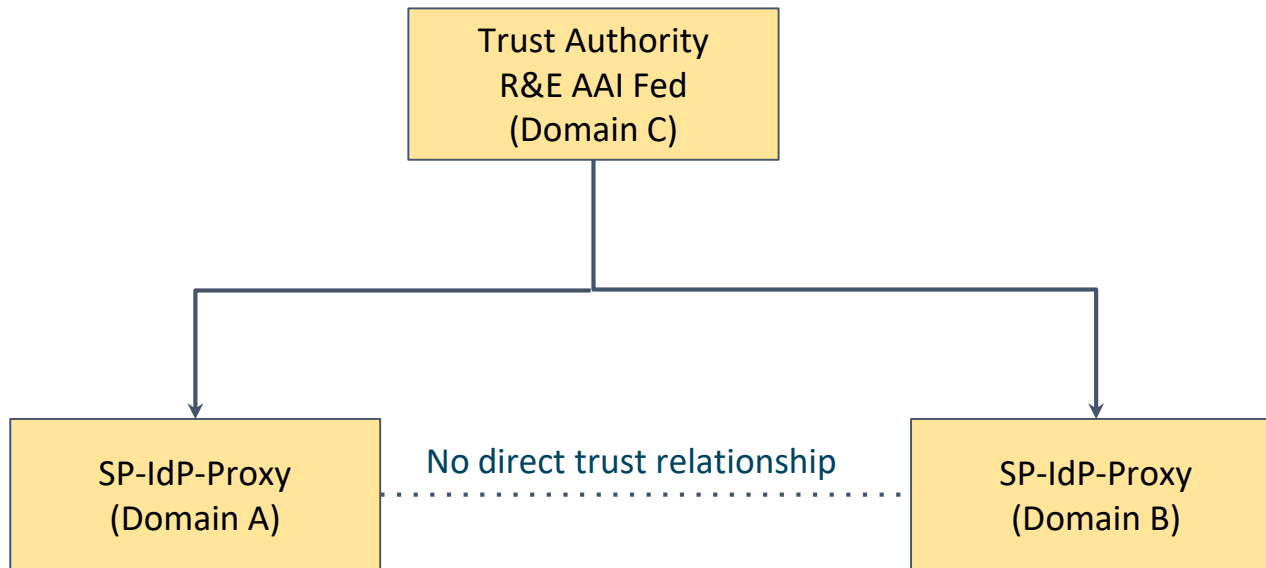 Trust Authority
R&E AAI Fed
(Domain C)
No direct trust relationship
SP-IdP-Proxy
(Domain A)
SP-IdP-Proxy
(Domain B)